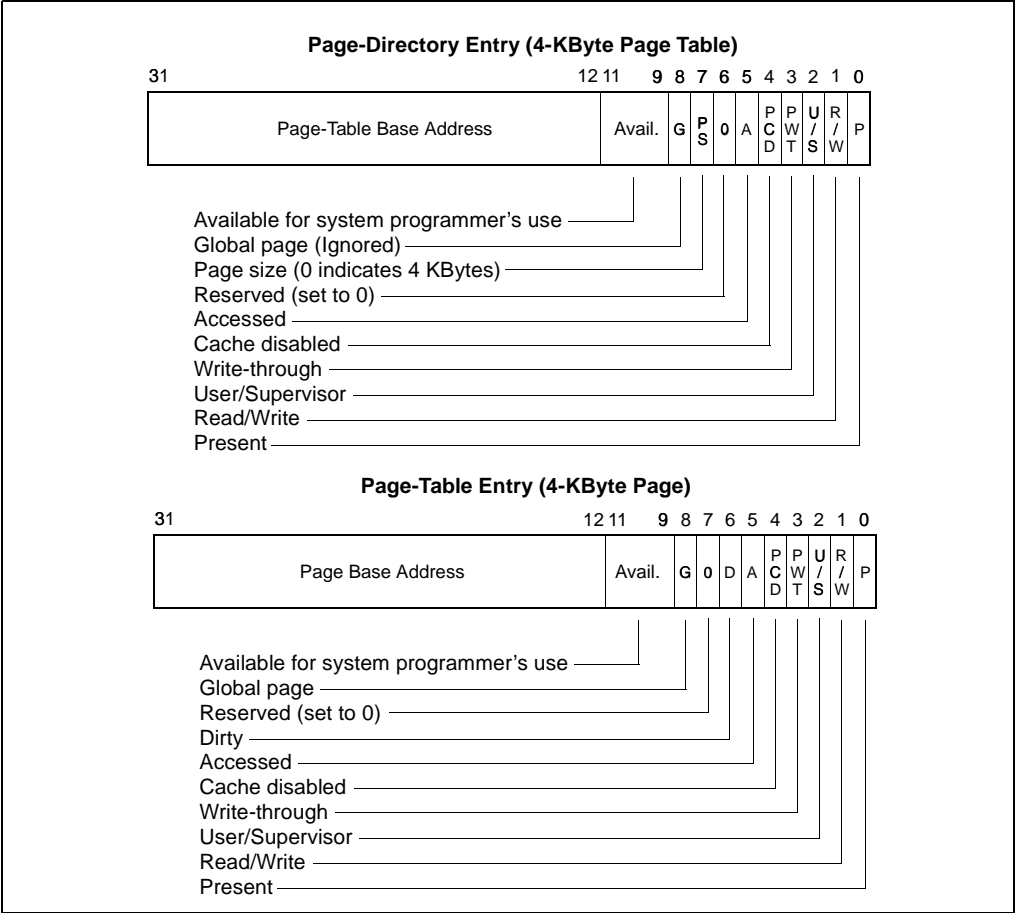 Page-Directory Entry (4-KByte Page Table)
31 12 11 9 8 7 6 5 4 3 2 1 0
Page-Table Base Address Avail. G PS 0 A PCD PWT U/S R/W P
Available for system programmer’s use
Global page (Ignored)
Page size (0 indicates 4 KBytes)
Reserved (set to 0)
Accessed
Cache disabled
Write-through
User/Supervisor
Read/Write
Present
Page-Table Entry (4-KByte Page)
31 12 11 9 8 7 6 5 4 3 2 1 0
Page Base Address Avail. G 0 D A PCD PWT U/S R/W P
Available for system programmer’s use
Global page
Reserved (set to 0)
Dirty
Accessed
Cache disabled
Write-through
User/Supervisor
Read/Write
Present